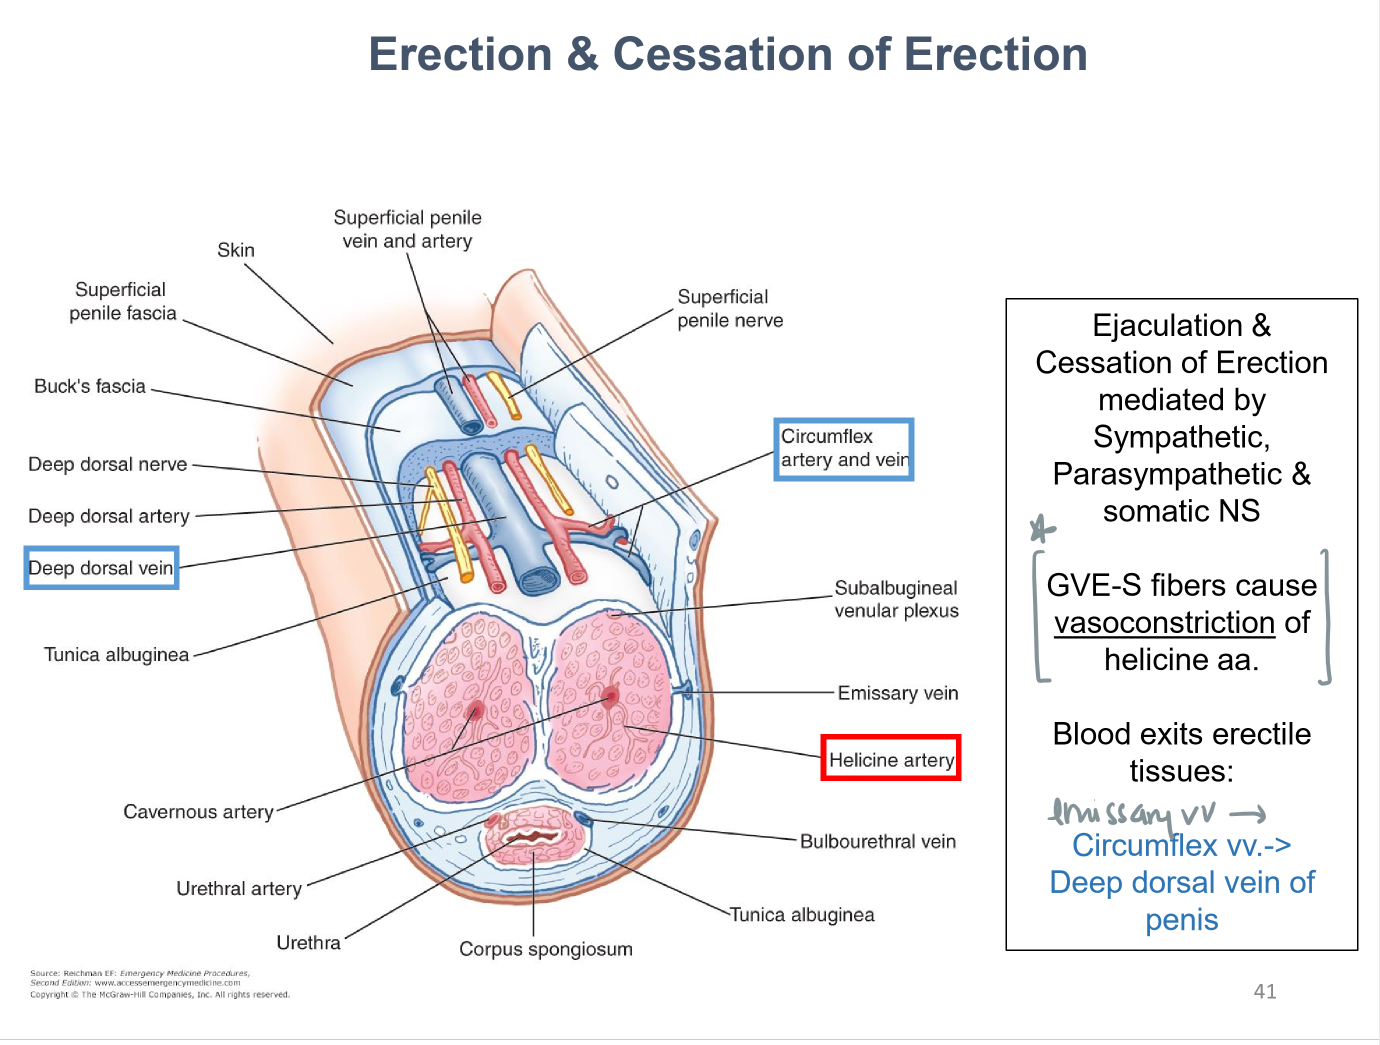 Erection & Cessation of Erection
Superficial penile
vein and artery
Skin
Superficial
penile fascia
Superficial
penile nerve
Buck's fascia
Circumflex
artery and vein
Deep dorsal nerve
Deep dorsal artery
Deep dorsal vein
Subalbugineal
venular plexus
Tunica albuginea
Emissary vein
Helicine artery
Cavernous artery
Bulbourethral vein
Urethral artery
Tunica albuginea
Urethra
Corpus spongiosum
Ejaculation &
Cessation of Erection
mediated by
Sympathetic,
Parasympathetic &
somatic NS
GVE-S fibers cause
vasoconstriction of
helicine aa.
Blood exits erectile
tissues:
emissary vv →
Circumflex vv.->
Deep dorsal vein of
penis
Source: Reichman EF: Emergency Medicine Procedures,
Second Edition: www.accessemergencymedicine.com
Copyright © The McGraw-Hill Companies, Inc. All rights reserved.
41